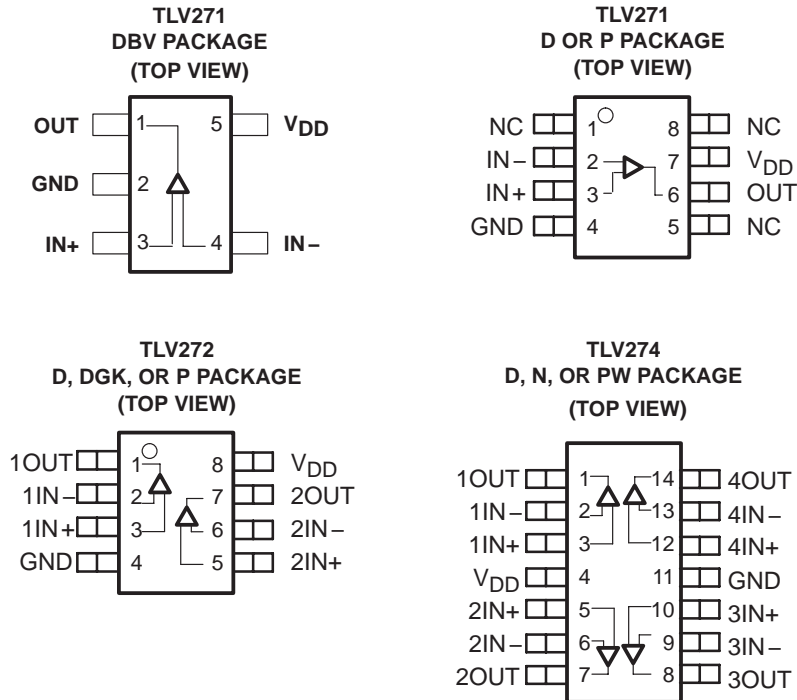 TLV271
DBV PACKAGE
(TOP VIEW)
OUT 1 5 VDD
GND 2
IN+ 3 4 IN−
TLV271
D OR P PACKAGE
(TOP VIEW)
NC 1 8 NC
IN− 2 7 VDD
IN+ 3 6 OUT
GND 4 5 NC
TLV272
D, DGK, OR P PACKAGE
(TOP VIEW)
1OUT 1 8 VDD
1IN− 2 7 2OUT
1IN+ 3 6 2IN−
GND 4 5 2IN+
TLV274
D, N, OR PW PACKAGE
(TOP VIEW)
1OUT 1 14 4OUT
1IN− 2 13 4IN−
1IN+ 3 12 4IN+
VDD 4 11 GND
2IN+ 5 10 3IN+
2IN− 6 9 3IN−
2OUT 7 8 3OUT